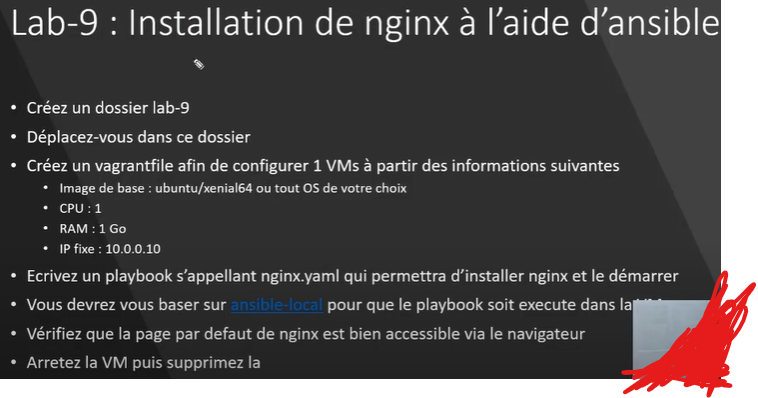 Lab-9 : Installation de nginx à l'aide d'ansible
• Créez un dossier lab-9
• Déplacez-vous dans ce dossier
• Créez un vagrantfile afin de configurer 1 VMs à partir des informations suivantes
• Image de base : ubuntu/xenial64 ou tout OS de votre choix
• CPU : 1
• RAM : 1 Go
• IP fixe : 10.0.0.10
• Ecrivez un playbook s'appellant nginx.yaml qui permettra d'installer nginx et le démarrer
• Vous devrez vous baser sur ansible-local pour que le playbook soit execute dans la VM
• Vérifiez que la page par defaut de nginx est bien accessible via le navigateur
• Arretez la VM puis supprimez la